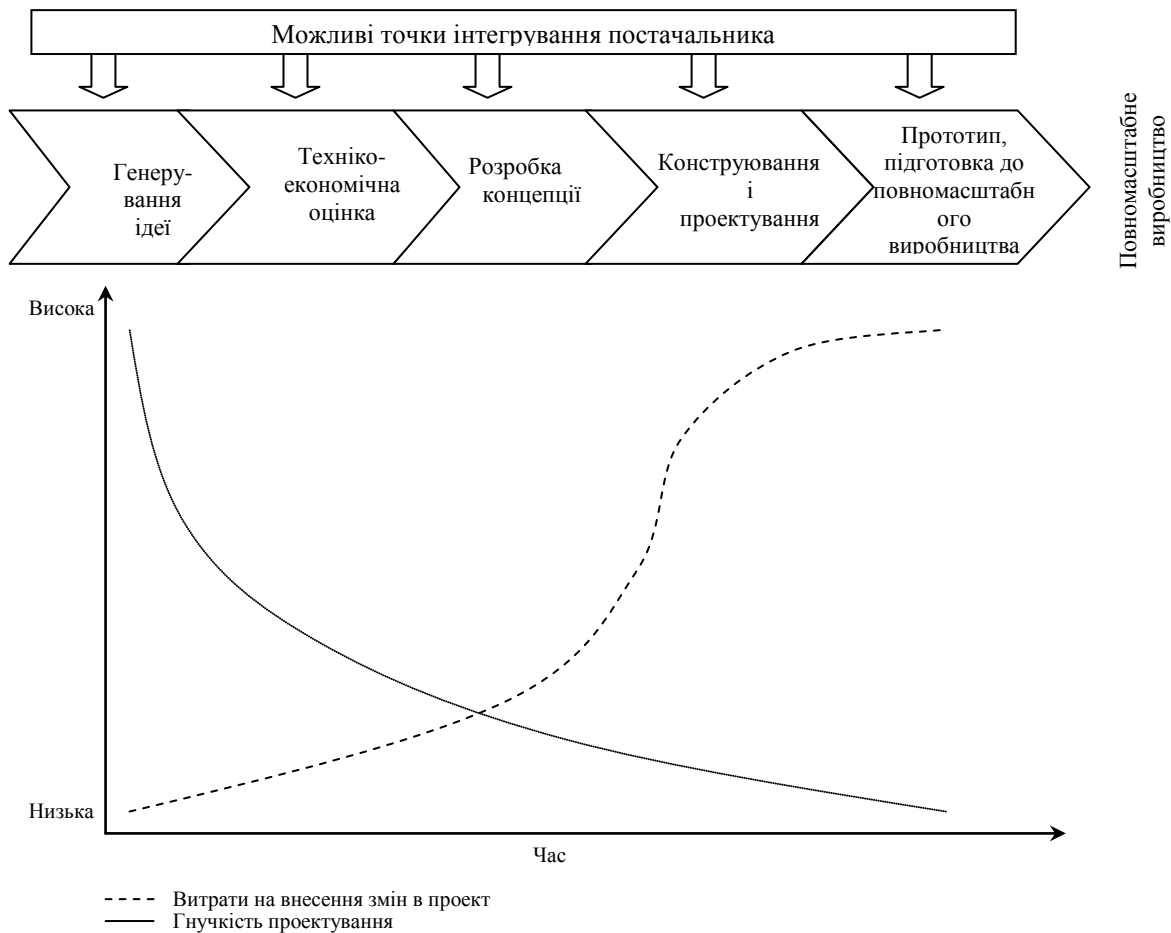 Можливі точки інтегрування постачальника
Генеру-
вання
ідеї
Техніко-
економічна
оцінка
Розробка
концепції
Конструювання
і
проектування
Прототип,
підготовка до
повномасштабн
ого
виробництва
Повномасштабне
виробництво
Висока
Низька
Час
Витрати на внесення змін в проект
Гнучкість проектування